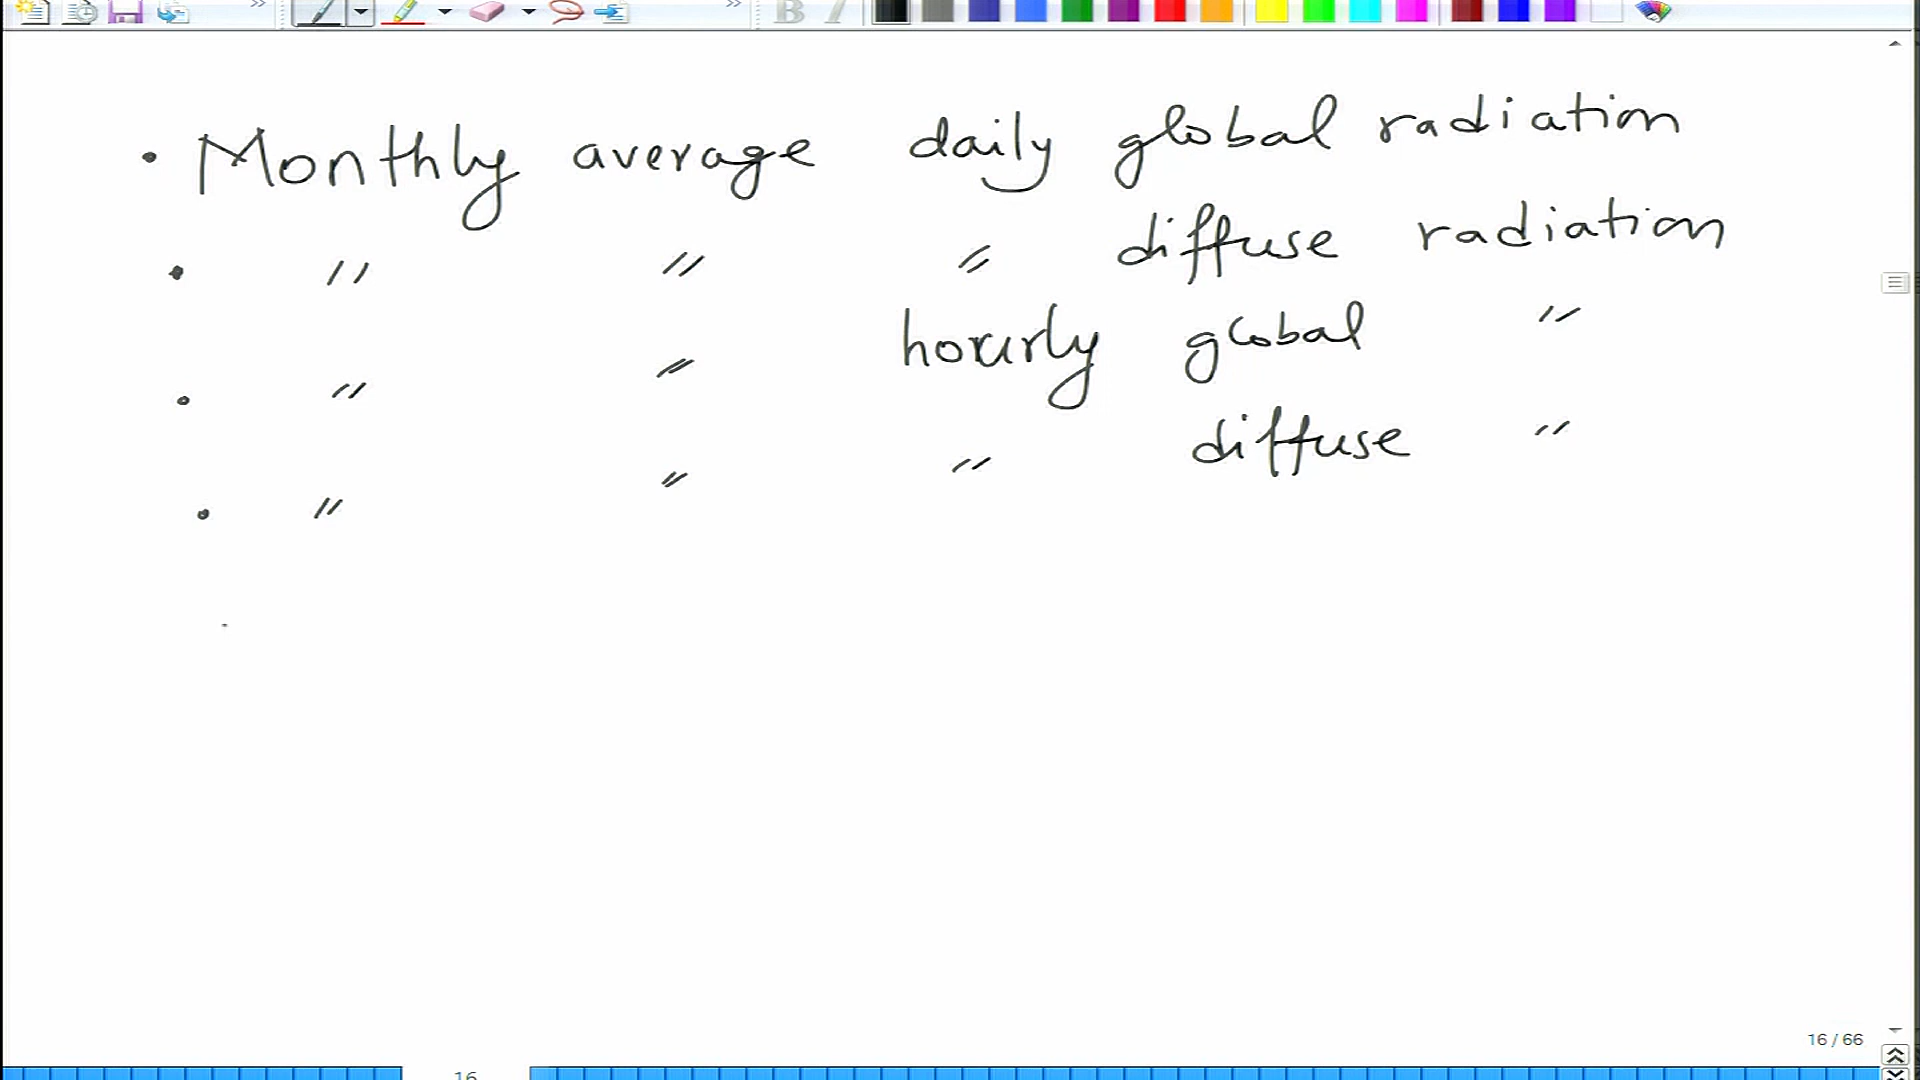 • Monthly average daily global radiation
• " " " diffuse radiation
• " " hourly global "
• " " " diffuse "
16 / 66
16